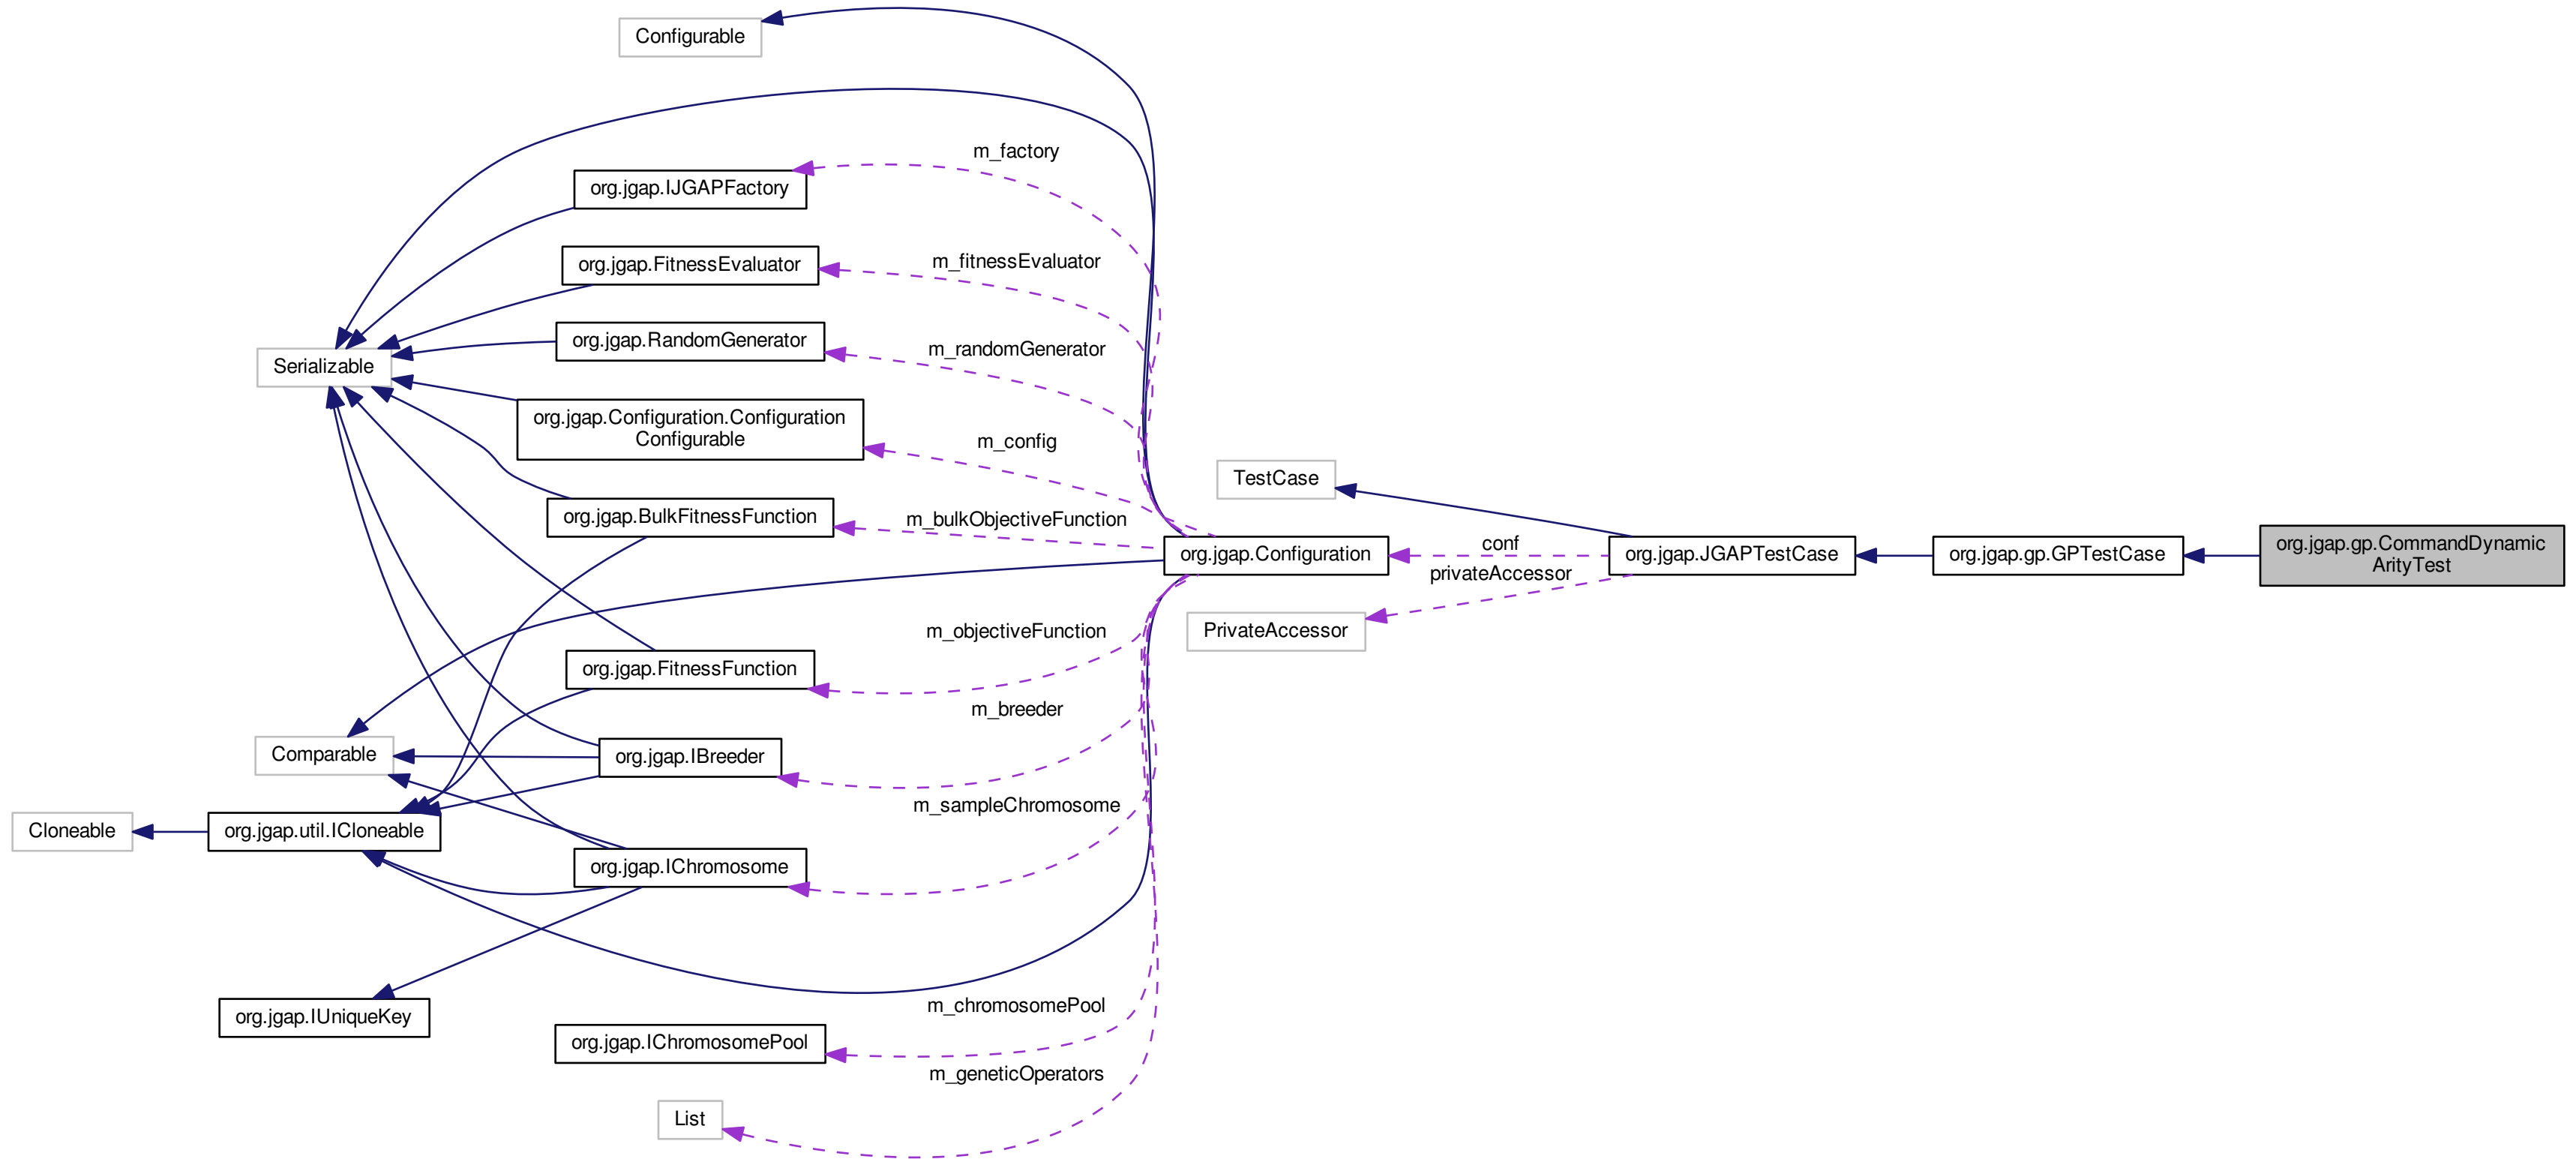 Configurable
m_factory
org.jgap.IJGAPFactory
m_fitnessEvaluator
org.jgap.FitnessEvaluator
m_randomGenerator
org.jgap.RandomGenerator
Serializable
org.jgap.Configuration.Configuration
Configurable
m_config
TestCase
org.jgap.BulkFitnessFunction
m_bulkObjectiveFunction
org.jgap.Configuration
conf
org.jgap.JGAPTestCase
org.jgap.gp.GPTestCase
org.jgap.gp.CommandDynamic
ArityTest
privateAccessor
PrivateAccessor
m_objectiveFunction
org.jgap.FitnessFunction
m_breeder
Comparable
org.jgap.IBreeder
m_sampleChromosome
Cloneable
org.jgap.util.ICloneable
org.jgap.IChromosome
org.jgap.IUniqueKey
m_chromosomePool
org.jgap.IChromosomePool
m_geneticOperators
List